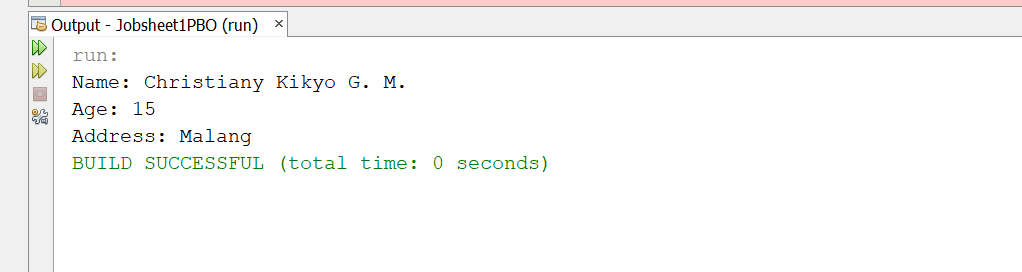 Output - Jobsheet1PBO (run) ×
run:
Name: Christiany Kikyo G. M.
Age: 15
Address: Malang
BUILD SUCCESSFUL (total time: 0 seconds)